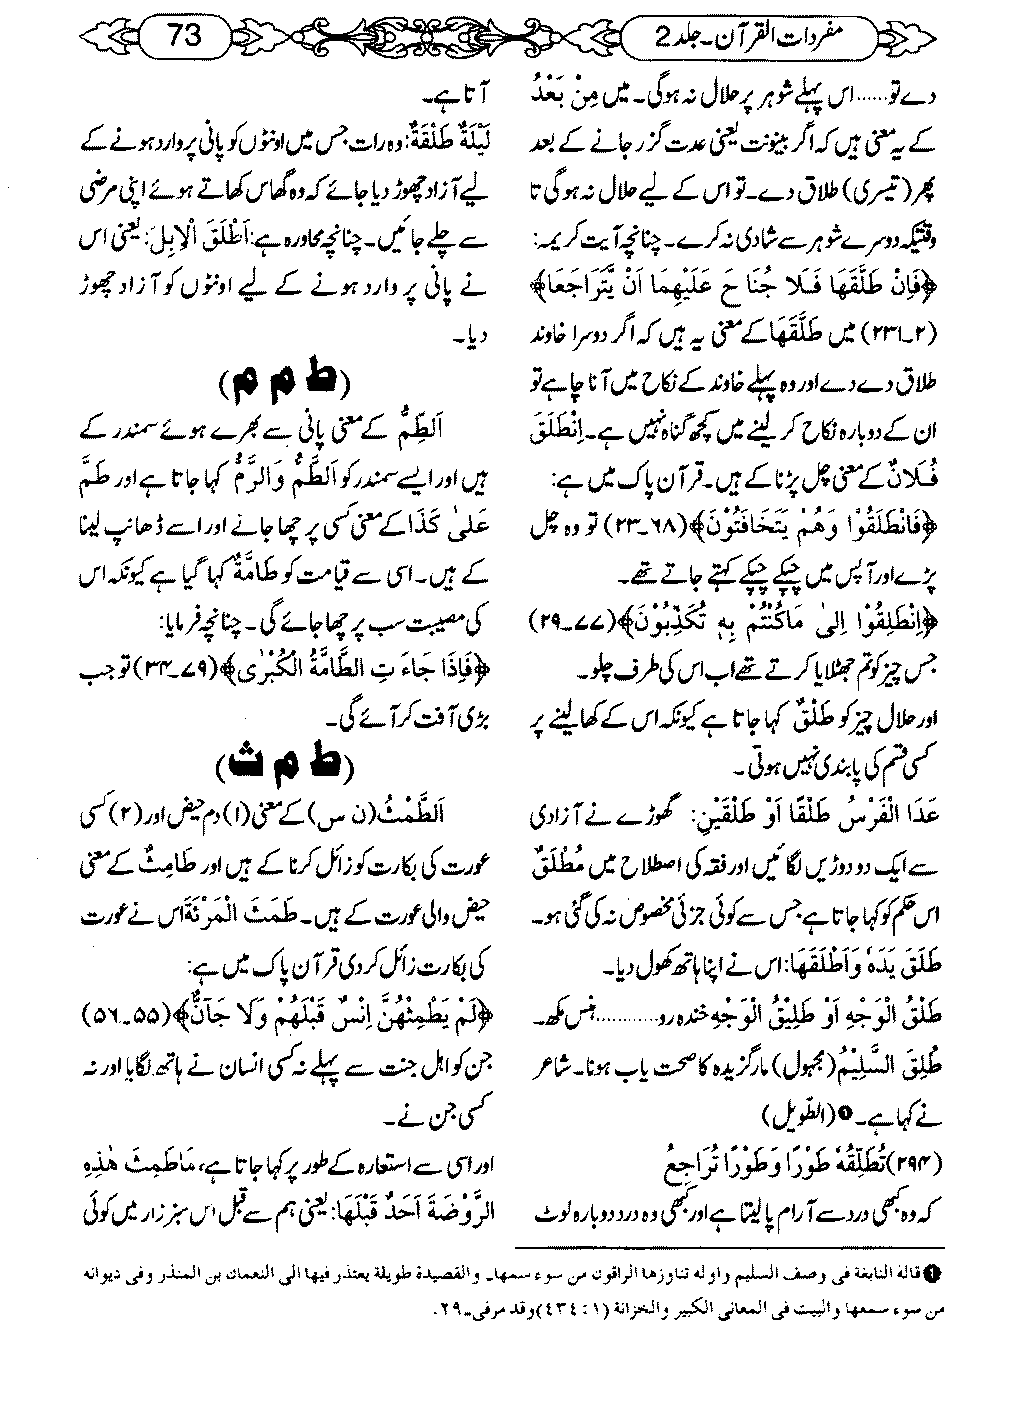 مفردات القرآن۔جلد 2
73
دے تو......اس پہلے شوہر پر حلال نہ ہوگی۔میں مِنْ بَعْدُ
کے یہ معنی ہیں کہ اگر بینونت یعنی عدت گزر جانے کے بعد
پھر (تیسری) طلاق دے۔تو اس کے لیے حلال نہ ہوگی تا
وقتیکہ دوسرے شوہر سے شادی نہ کرے۔چنانچہ آیت کریمہ:
﴿فَاِنْ طَلَّقَهَا فَلَا جُنَاحَ عَلَيْهِمَا اَنْ يَّتَرَاجَعَا﴾
(۲۔۲۳۱) میں طَلَّقَهَا کے معنی یہ ہیں کہ اگر دوسرا خاوند
طلاق دے دے اور وہ پہلے خاوند کے نکاح میں آنا چاہے تو
ان کے دوبارہ نکاح کر لینے میں کچھ گناہ نہیں ہے۔اِنْطَلَقَ
فُلَانٌ کے معنی چل پڑنا کے ہیں۔قرآن پاک میں ہے:
﴿فَانْطَلَقُوْا وَهُمْ يَتَخَافَتُوْنَ﴾(۶۸۔۲۳) تو وہ چل
پڑے اور آپس میں چپکے چپکے کہتے جاتے تھے۔
﴿اِنْطَلِقُوْا اِلىٰ مَاكُنْتُمْ بِهٖ تُكَذِّبُوْنَ﴾(۷۷۔۲۹)
جس چیز کو تم جھٹلایا کرتے تھے اب اس کی طرف چلو۔
اور حلال چیز کو طَلْقٌ کہا جاتا ہے کیونکہ اس کے کھا لینے پر
کسی قسم کی پابندی نہیں ہوتی۔
عَدَا الْفَرَسُ طَلْقًا اَوْ طَلْقَيْنِ: گھوڑے نے آزادی
سے ایک دو دوڑیں لگائیں اور فقہ کی اصطلاح میں مُطْلَقٌ
اس حکم کو کہا جاتا ہے جس سے کوئی جزئی مخصوص نہ کی گئی ہو۔
طَلَقَ يَدَهٗ وَاَطْلَقَهَا: اس نے اپنا ہاتھ کھول دیا۔
طَلْقُ الْوَجْهِ اَوْ طَلِيْقُ الْوَجْهِ خندہ رو...........ہنس مکھ۔
طُلِقَ السَّلِيْمُ (مجہول) مارگزیدہ کا صحت یاب ہونا۔شاعر
نے کہا ہے۔❶ (الطّویل)
(۲۹۴) تُطَلِّقُهٗ طَوْرًا وَطَوْرًا تُرَاجِعُ
کہ وہ کبھی درد سے آرام پا لیتا ہے اور کبھی وہ درد دوبارہ لوٹ
آتا ہے۔
لَيْلَةٌ طَلْقَةٌ: وہ رات جس میں اونٹوں کو پانی پر وارد ہونے کے
لیے آزاد چھوڑ دیا جائے کہ وہ گھاس کھاتے ہوئے اپنی مرضی
سے چلے جائیں۔چنانچہ محاورہ ہے: اَطْلَقَ الْاِبِلَ: یعنی اس
نے پانی پر وارد ہونے کے لیے اونٹوں کو آزاد چھوڑ
دیا۔
(ط م م)
اَلطَّمُّ کے معنی پانی سے بھرے ہوئے سمندر کے
ہیں اور ایسے سمندر کو اَلطَّمُّ وَالرَّمُّ کہا جاتا ہے اور طَمَّ
عَلىٰ كَذَا کے معنی کسی پر چھا جانے اور اسے ڈھانپ لینا
کے ہیں۔اسی سے قیامت کو طَامَّةٌ کہا گیا ہے کیونکہ اس
کی مصیبت سب پر چھا جائے گی۔چنانچہ فرمایا:
﴿فَاِذَا جَاءَتِ الطَّامَّةُ الْكُبْرٰى﴾(۷۹۔۳۴) تو جب
بڑی آفت کر آئے گی۔
(ط م ث)
اَلطَّمْثُ (ن س) کے معنی (۱) دم حیض اور (۲) کسی
عورت کی بکارت کو زائل کرنا کے ہیں اور طَامِثٌ کے معنی
حیض والی عورت کے ہیں۔طَمَثَ الْمَرْئَةَ اس نے عورت
کی بکارت زائل کر دی قرآن پاک میں ہے:
﴿لَمْ يَطْمِثْهُنَّ اِنْسٌ قَبْلَهُمْ وَلَا جَآنٌّ﴾(۵۵۔۵۶)
جن کو اہل جنت سے پہلے نہ کسی انسان نے ہاتھ لگایا اور نہ
کسی جن نے۔
اور اسی سے استعارہ کے طور پر کہا جاتا ہے، مَاطَمِثَ هٰذِهِ
الرَّوْضَةَ اَحَدٌ قَبْلَهَا: یعنی ہم سے قبل اس سبززار میں کوئی
❶ قاله النابغة فى وصف السليم واوله تناوزها الراقون من سوء سمها۔ والقصيدة طويلة يعتذر فيها الى النعمان بن المنذر وفى ديوانه
من سوء سمعها والبيت فى المعانى الكبير والخزانة (۱ : ٤٣٤) وقد مرفى۔۲۹.